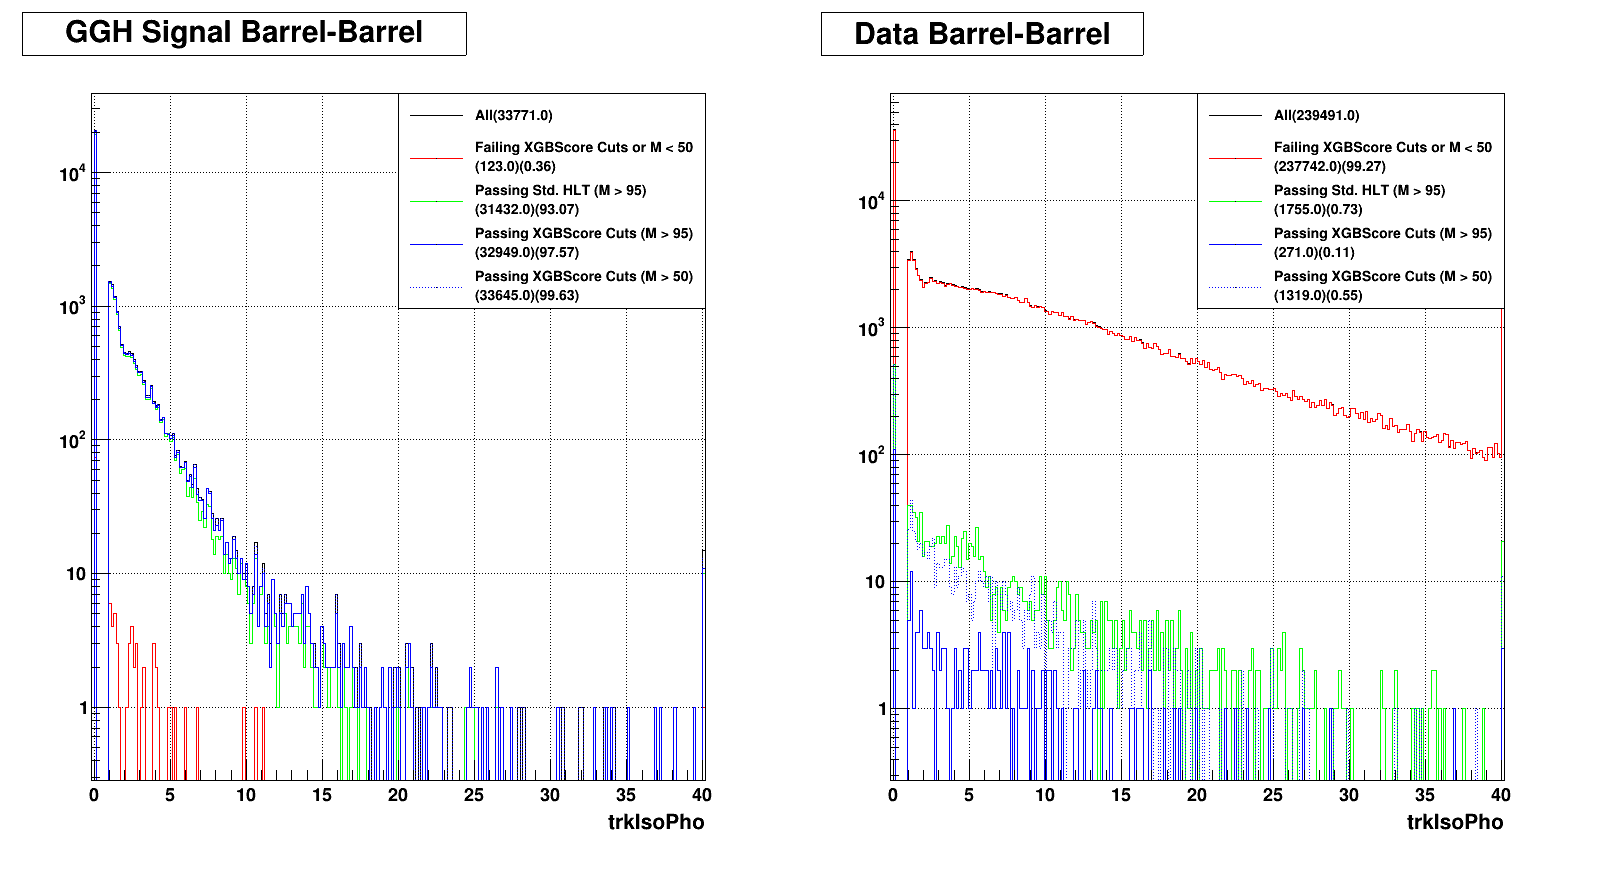 GGH Signal Barrel-Barrel
All(33771.0)
Failing XGBScore Cuts or M < 50
(123.0)(0.36)
Passing Std. HLT (M > 95)
(31432.0)(93.07)
Passing XGBScore Cuts (M > 95)
(32949.0)(97.57)
Passing XGBScore Cuts (M > 50)
(33645.0)(99.63)
10^4
10^3
10^2
10
1
0 5 10 15 20 25 30 35 40
trkIsoPho
Data Barrel-Barrel
All(239491.0)
Failing XGBScore Cuts or M < 50
(237742.0)(99.27)
Passing Std. HLT (M > 95)
(1755.0)(0.73)
Passing XGBScore Cuts (M > 95)
(271.0)(0.11)
Passing XGBScore Cuts (M > 50)
(1319.0)(0.55)
10^4
10^3
10^2
10
1
0 5 10 15 20 25 30 35 40
trkIsoPho